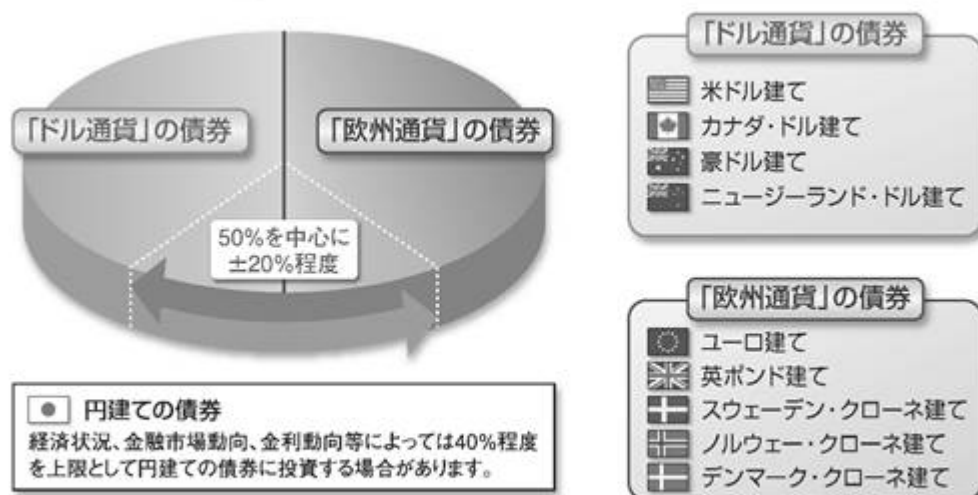 「ドル通貨」の債券
「欧州通貨」の債券
50%を中心に
±20%程度
円建ての債券
経済状況、金融市場動向、金利動向等によっては40%程度
を上限として円建ての債券に投資する場合があります。
「ドル通貨」の債券
米ドル建て
カナダ・ドル建て
豪ドル建て
ニュージーランド・ドル建て
「欧州通貨」の債券
ユーロ建て
英ポンド建て
スウェーデン・クローネ建て
ノルウェー・クローネ建て
デンマーク・クローネ建て